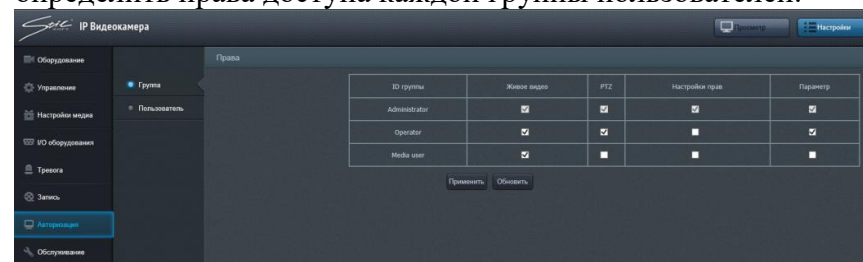 определить права доступа каждой группы пользователей.
IP Видеокамера
Просмотр
Настройки
Оборудование
Права
Управление
Группа
Пользователь
Настройки медиа
I/O оборудования
Тревога
Запись
Авторизация
Обслуживание
ID группы Живое видео PTZ Настройки прав Параметр
Administrator
Operator
Media user
Применить Обновить